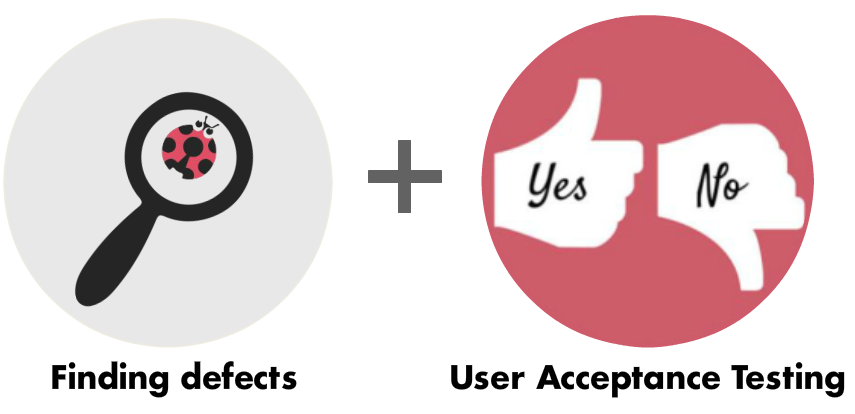 Yes
No
Finding defects
User Acceptance Testing